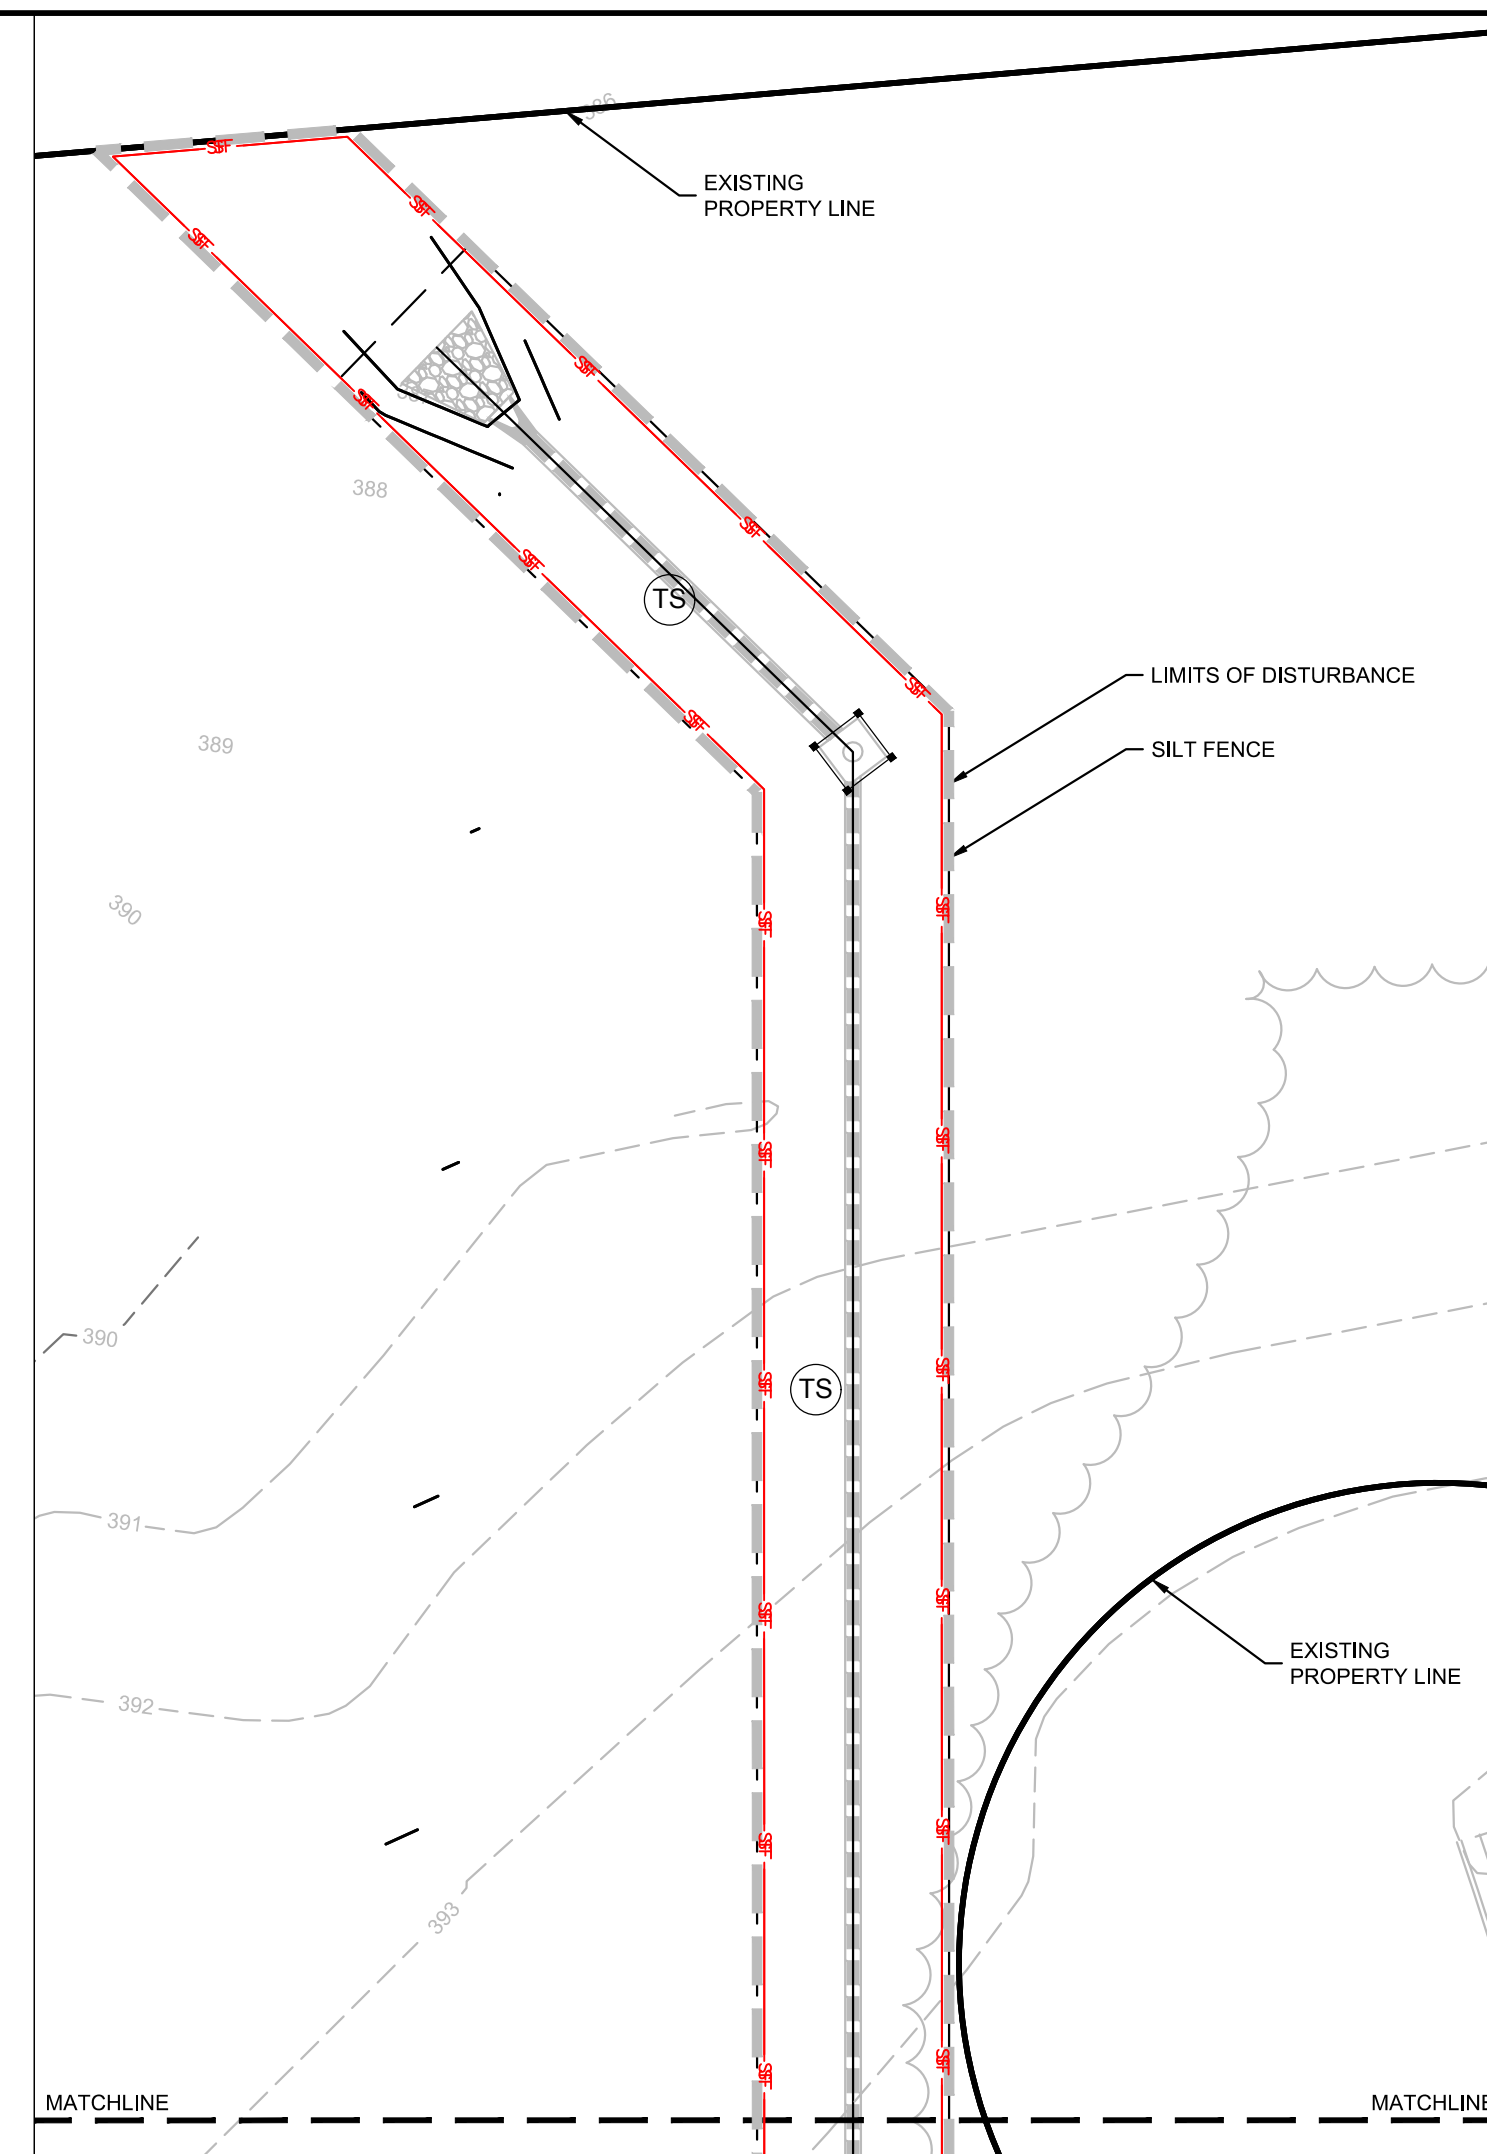 386
EXISTING
PROPERTY LINE
388
TS
LIMITS OF DISTURBANCE
389
SILT FENCE
390
390
TS
391
EXISTING
PROPERTY LINE
392
393
MATCHLINE
MATCHLINE